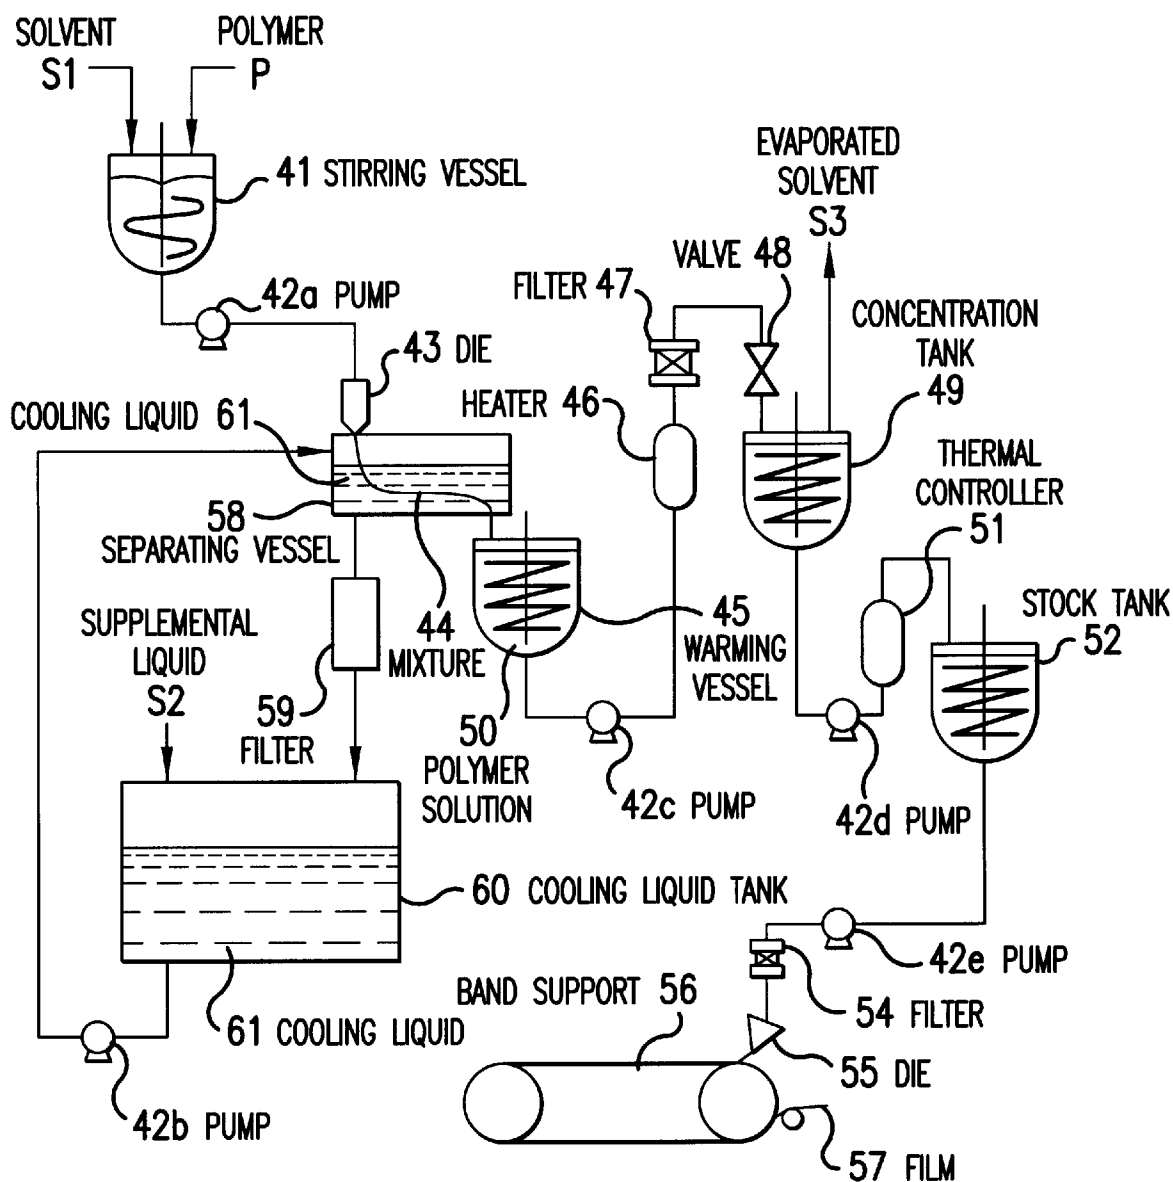 SOLVENT
S1
POLYMER
P
41 STIRRING VESSEL
EVAPORATED
SOLVENT
S3
VALVE 48
FILTER 47
42a PUMP
CONCENTRATION
TANK
49
43 DIE
HEATER 46
COOLING LIQUID 61
THERMAL
CONTROLLER
51
58
SEPARATING VESSEL
44
MIXTURE
45
WARMING
VESSEL
STOCK TANK
52
SUPPLEMENTAL
LIQUID
S2
59
FILTER
50
POLYMER
SOLUTION
42c PUMP
42d PUMP
60 COOLING LIQUID TANK
42e PUMP
BAND SUPPORT 56
54 FILTER
61 COOLING LIQUID
55 DIE
42b PUMP
57 FILM